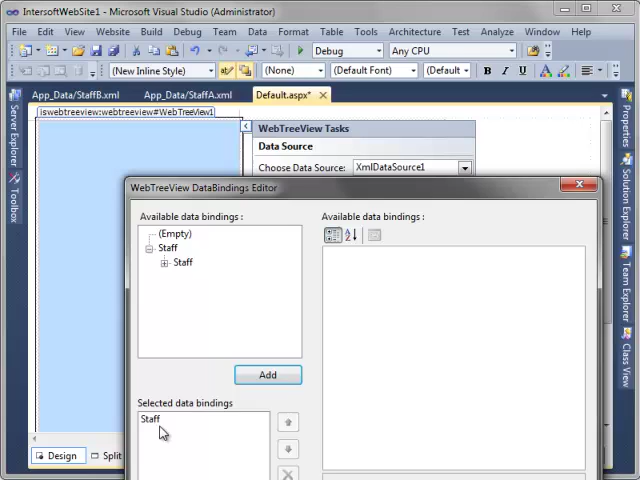 IntersoftWebSite1 - Microsoft Visual Studio (Administrator)
File Edit View Website Build Debug Team Data Format Table Tools Test Analyze Window Help
Debug Any CPU
(New Inline Style) (None) (Default Font) (Default B I U A
App_Data/StaffB.xml App_Data/StaffA.xml Default.aspx* X
iswebtreeview:webtreeview#WebTreeView1
WebTreeView Tasks
Data Source
Choose Data Source: XmlDataSource1
Server Explorer
Toolbox
Properties
Solution Explorer
Team Explorer
Class View
WebTreeView DataBindings Editor
Available data bindings : Available data bindings :
(Empty)
Staff
Staff
Add
Selected data bindings
Staff
Design Split